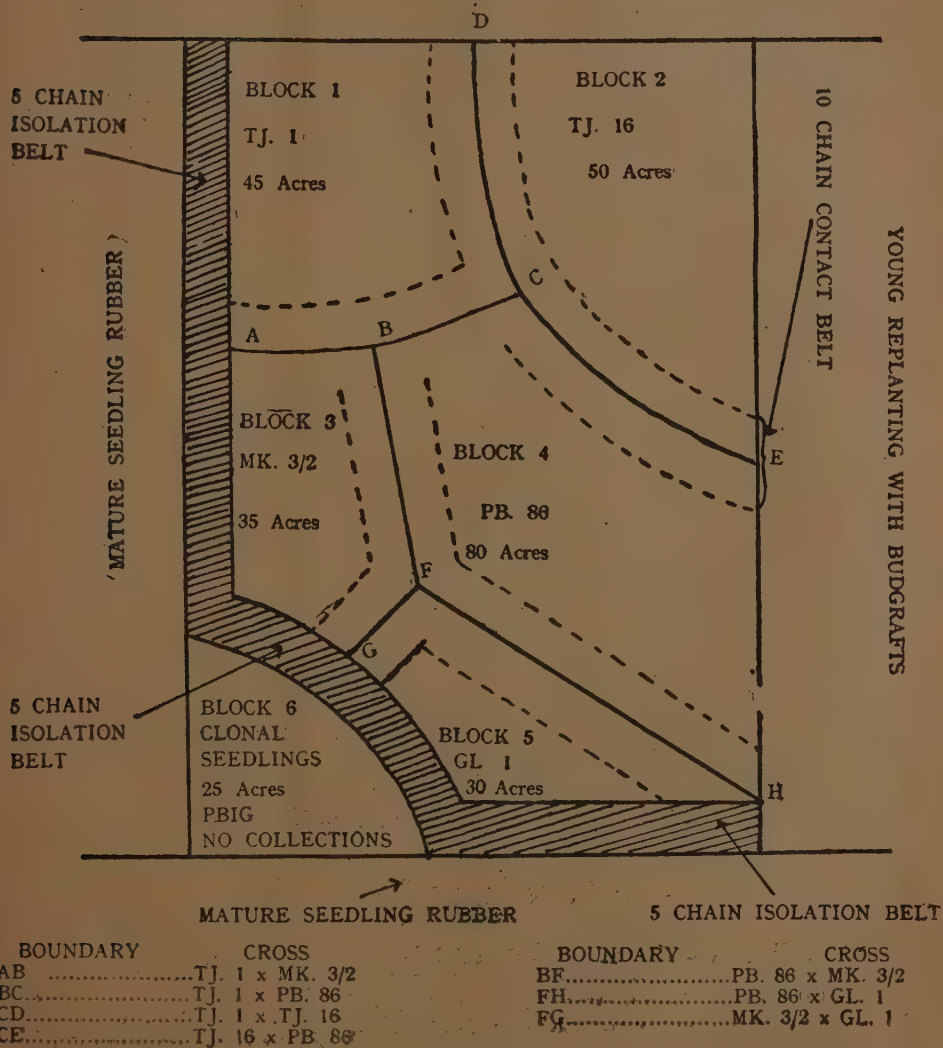 D
5 CHAIN
ISOLATION
BELT
BLOCK 1
TJ. 1
45 Acres
BLOCK 2
TJ. 16
50 Acres
10 CHAIN CONTACT BELT
(MATURE SEEDLING RUBBER)
YOUNG REPLANTING WITH BUDGRAFTS
C
A
B
BLOCK 3
MK. 3/2
35 Acres
BLOCK 4
PB. 86
80 Acres
E
F
G
5 CHAIN
ISOLATION
BELT
BLOCK 6
CLONAL
SEEDLINGS
25 Acres
PBIG
NO COLLECTIONS
BLOCK 5
GL 1
30 Acres
H
MATURE SEEDLING RUBBER
5 CHAIN ISOLATION BELT
BOUNDARY CROSS
AB ..................... TJ. 1 x MK. 3/2
BC ..................... TJ. 1 x PB. 86
CD ..................... TJ. 1 x TJ. 16
CE ..................... TJ. 16 x PB 86
BOUNDARY CROSS
BF ..................... PB. 86 x MK. 3/2
FH ..................... PB. 86 x GL. 1
FG ..................... MK. 3/2 x GL. 1